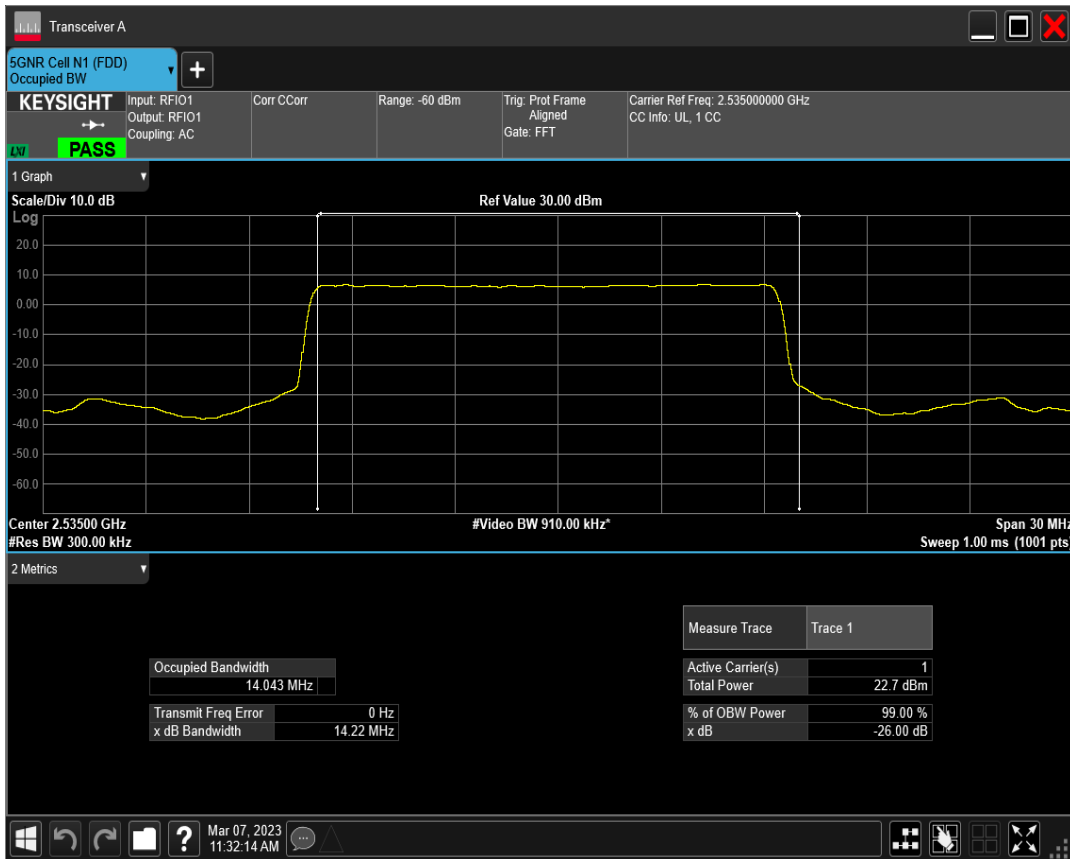 Transceiver A
5GNR Cell N1 (FDD)
Occupied BW
+
KEYSIGHT
LXI
PASS
Input: RFIO1
Output: RFIO1
Coupling: AC
Corr CCorr
Range: -60 dBm
Trig: Prot Frame
Aligned
Gate: FFT
Carrier Ref Freq: 2.535000000 GHz
CC Info: UL, 1 CC
1 Graph
Scale/Div 10.0 dB
Ref Value 30.00 dBm
Log
20.0
10.0
0.00
-10.0
-20.0
-30.0
-40.0
-50.0
-60.0
Center 2.53500 GHz
#Video BW 910.00 kHz*
Span 30 MHz
#Res BW 300.00 kHz
Sweep 1.00 ms (1001 pts)
2 Metrics
Measure Trace Trace 1
Occupied Bandwidth
14.043 MHz
Active Carrier(s) 1
Total Power 22.7 dBm
Transmit Freq Error 0 Hz
x dB Bandwidth 14.22 MHz
% of OBW Power 99.00 %
x dB -26.00 dB
?
Mar 07, 2023
11:32:14 AM